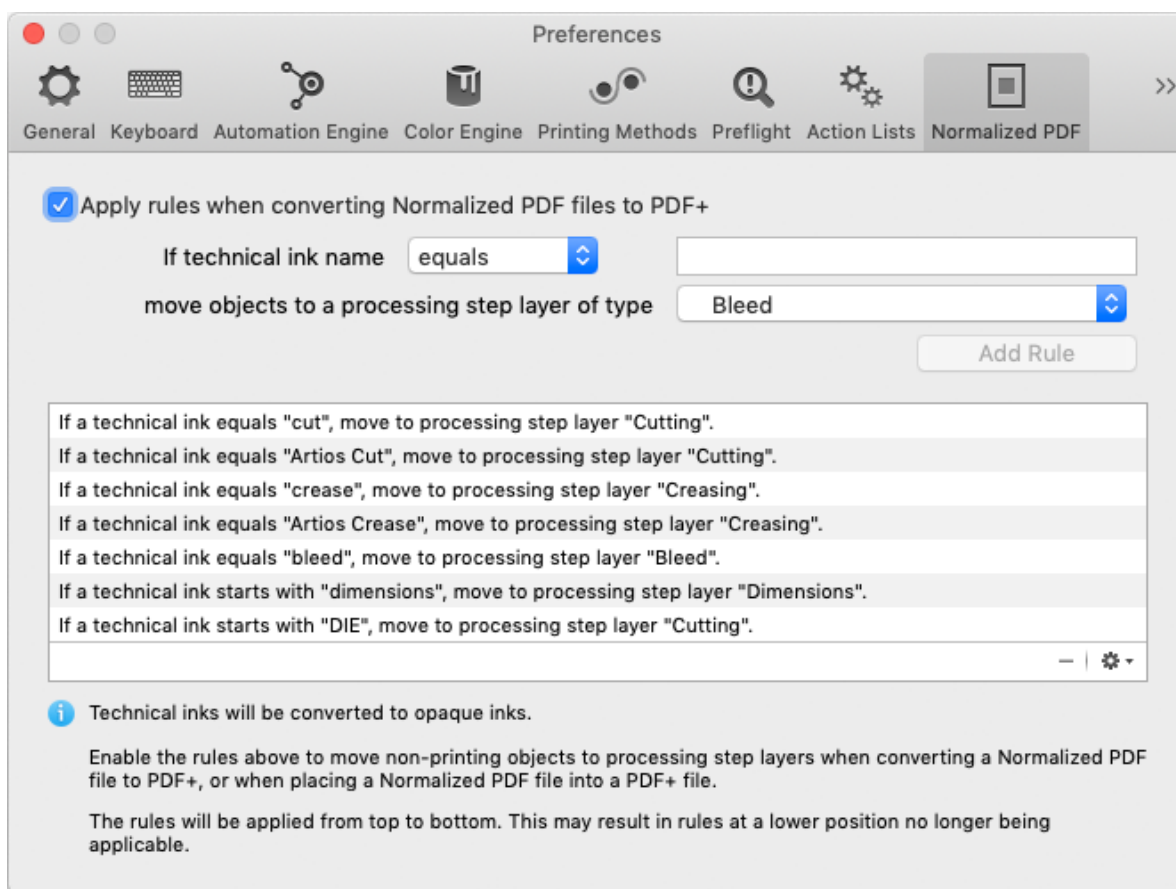 Preferences
General Keyboard Automation Engine Color Engine Printing Methods Preflight Action Lists Normalized PDF
Apply rules when converting Normalized PDF files to PDF+
If technical ink name equals
move objects to a processing step layer of type Bleed
Add Rule
If a technical ink equals "cut", move to processing step layer "Cutting".
If a technical ink equals "Artios Cut", move to processing step layer "Cutting".
If a technical ink equals "crease", move to processing step layer "Creasing".
If a technical ink equals "Artios Crease", move to processing step layer "Creasing".
If a technical ink equals "bleed", move to processing step layer "Bleed".
If a technical ink starts with "dimensions", move to processing step layer "Dimensions".
If a technical ink starts with "DIE", move to processing step layer "Cutting".
Technical inks will be converted to opaque inks.
Enable the rules above to move non-printing objects to processing step layers when converting a Normalized PDF
file to PDF+, or when placing a Normalized PDF file into a PDF+ file.
The rules will be applied from top to bottom. This may result in rules at a lower position no longer being
applicable.